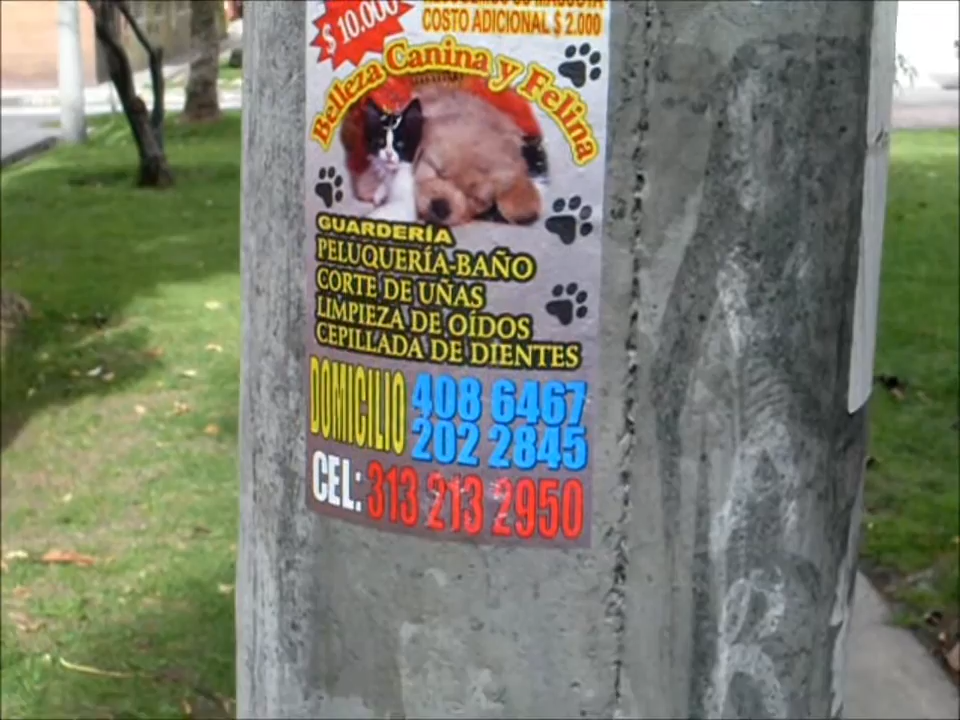 $ 10.000
COSTO ADICIONAL $ 2.000
Belleza Canina y Felina
GUARDERÍA
PELUQUERÍA-BAÑO
CORTE DE UÑAS
LIMPIEZA DE OÍDOS
CEPILLADA DE DIENTES
DOMICILIO 408 6467
202 2845
CEL: 313 213 2950